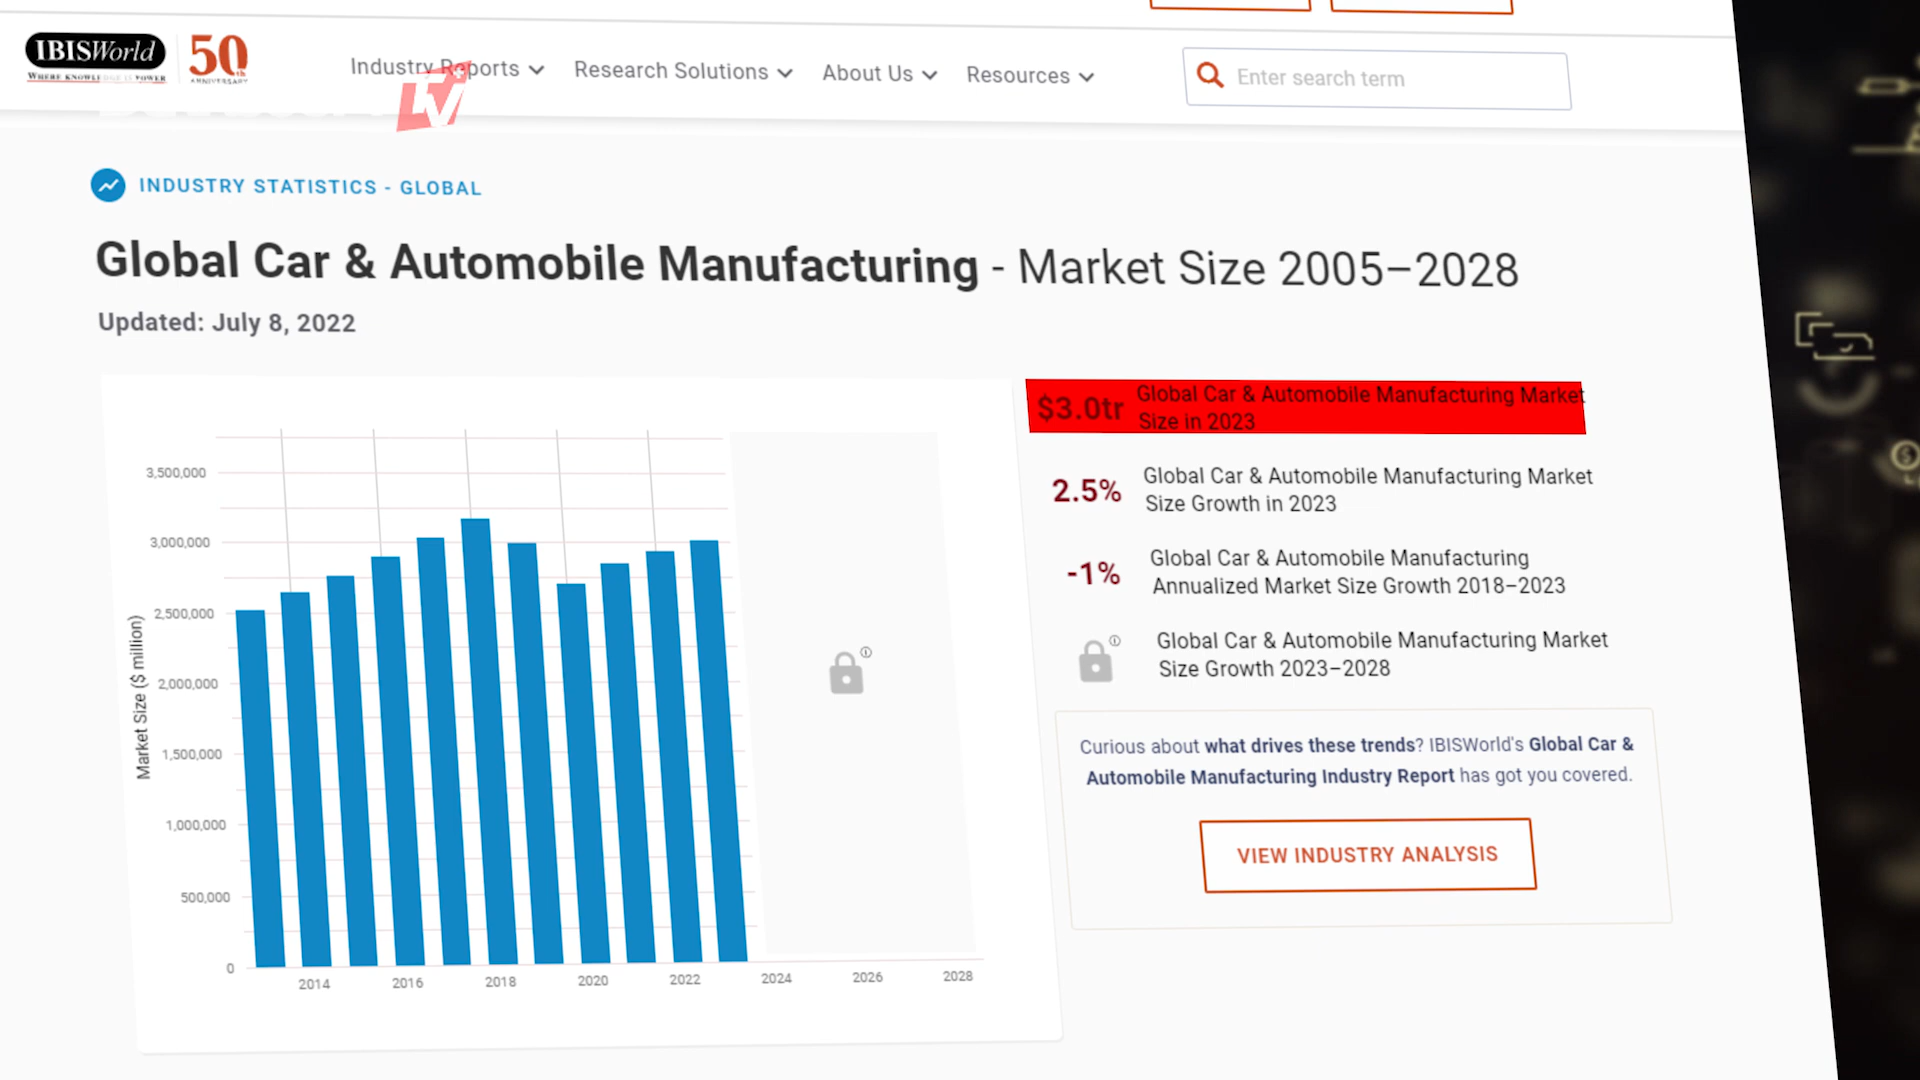 IBISWorld
WHERE KNOWLEDGE IS POWER
50th
ANNIVERSARY
Industry Reports
Research Solutions
About Us
Resources
Enter search term
INDUSTRY STATISTICS - GLOBAL
Global Car & Automobile Manufacturing - Market Size 2005–2028
Updated: July 8, 2022
Market Size ($ million)
3,500,000
3,000,000
2,500,000
2,000,000
1,500,000
1,000,000
500,000
0
2014
2016
2018
2020
2022
2024
2026
2028
$3.0tr
Global Car & Automobile Manufacturing Market
Size in 2023
2.5%
Global Car & Automobile Manufacturing Market
Size Growth in 2023
-1%
Global Car & Automobile Manufacturing
Annualized Market Size Growth 2018–2023
Global Car & Automobile Manufacturing Market
Size Growth 2023–2028
Curious about what drives these trends? IBISWorld's Global Car &
Automobile Manufacturing Industry Report has got you covered.
VIEW INDUSTRY ANALYSIS